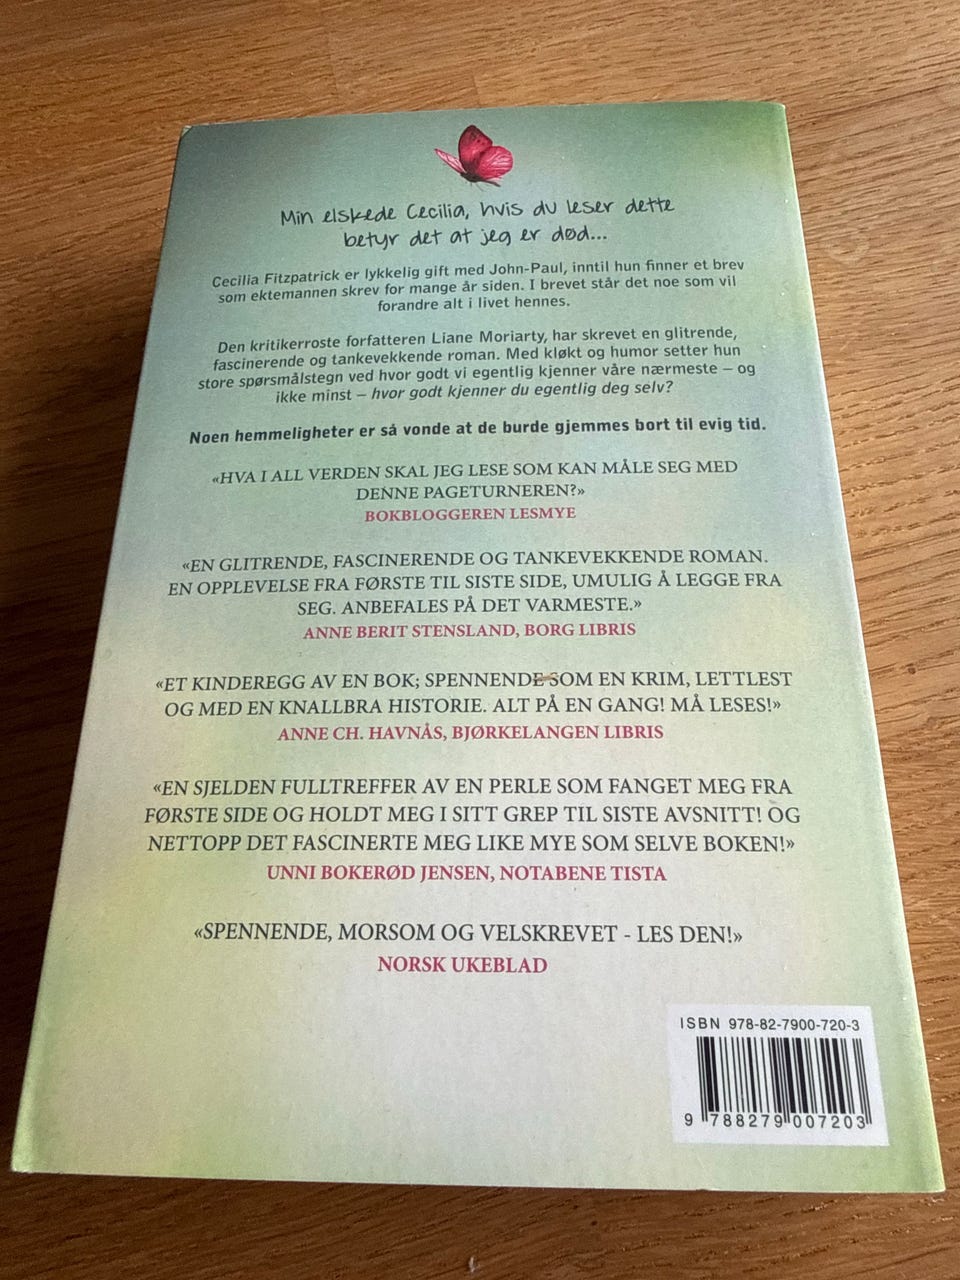 Min elskede Cecilia, hvis du leser dette
betyr det at jeg er død...
Cecilia Fitzpatrick er lykkelig gift med John-Paul, inntil hun finner et brev
som ektemannen skrev for mange år siden. I brevet står det noe som vil
forandre alt i livet hennes.
Den kritikerroste forfatteren Liane Moriarty, har skrevet en glitrende,
fascinerende og tankevekkende roman. Med kløkt og humor setter hun
store spørsmålstegn ved hvor godt vi egentlig kjenner våre nærmeste – og
ikke minst – hvor godt kjenner du egentlig deg selv?
Noen hemmeligheter er så vonde at de burde gjemmes bort til evig tid.
«HVA I ALL VERDEN SKAL JEG LESE SOM KAN MÅLE SEG MED
DENNE PAGETURNEREN?»
BOKBLOGGEREN LESMYE
«EN GLITRENDE, FASCINERENDE OG TANKEVEKKENDE ROMAN.
EN OPPLEVELSE FRA FØRSTE TIL SISTE SIDE, UMULIG Å LEGGE FRA
SEG. ANBEFALES PÅ DET VARMESTE.»
ANNE BERIT STENSLAND, BORG LIBRIS
«ET KINDEREGG AV EN BOK; SPENNENDE SOM EN KRIM, LETTLEST
OG MED EN KNALLBRA HISTORIE. ALT PÅ EN GANG! MÅ LESES!»
ANNE CH. HAVNÅS, BJØRKELANGEN LIBRIS
«EN SJELDEN FULLTREFFER AV EN PERLE SOM FANGET MEG FRA
FØRSTE SIDE OG HOLDT MEG I SITT GREP TIL SISTE AVSNITT! OG
NETTOPP DET FASCINERTE MEG LIKE MYE SOM SELVE BOKEN!»
UNNI BOKERØD JENSEN, NOTABENE TISTA
«SPENNENDE, MORSOM OG VELSKREVET - LES DEN!»
NORSK UKEBLAD
ISBN 978-82-7900-720-3
9 788279 007203